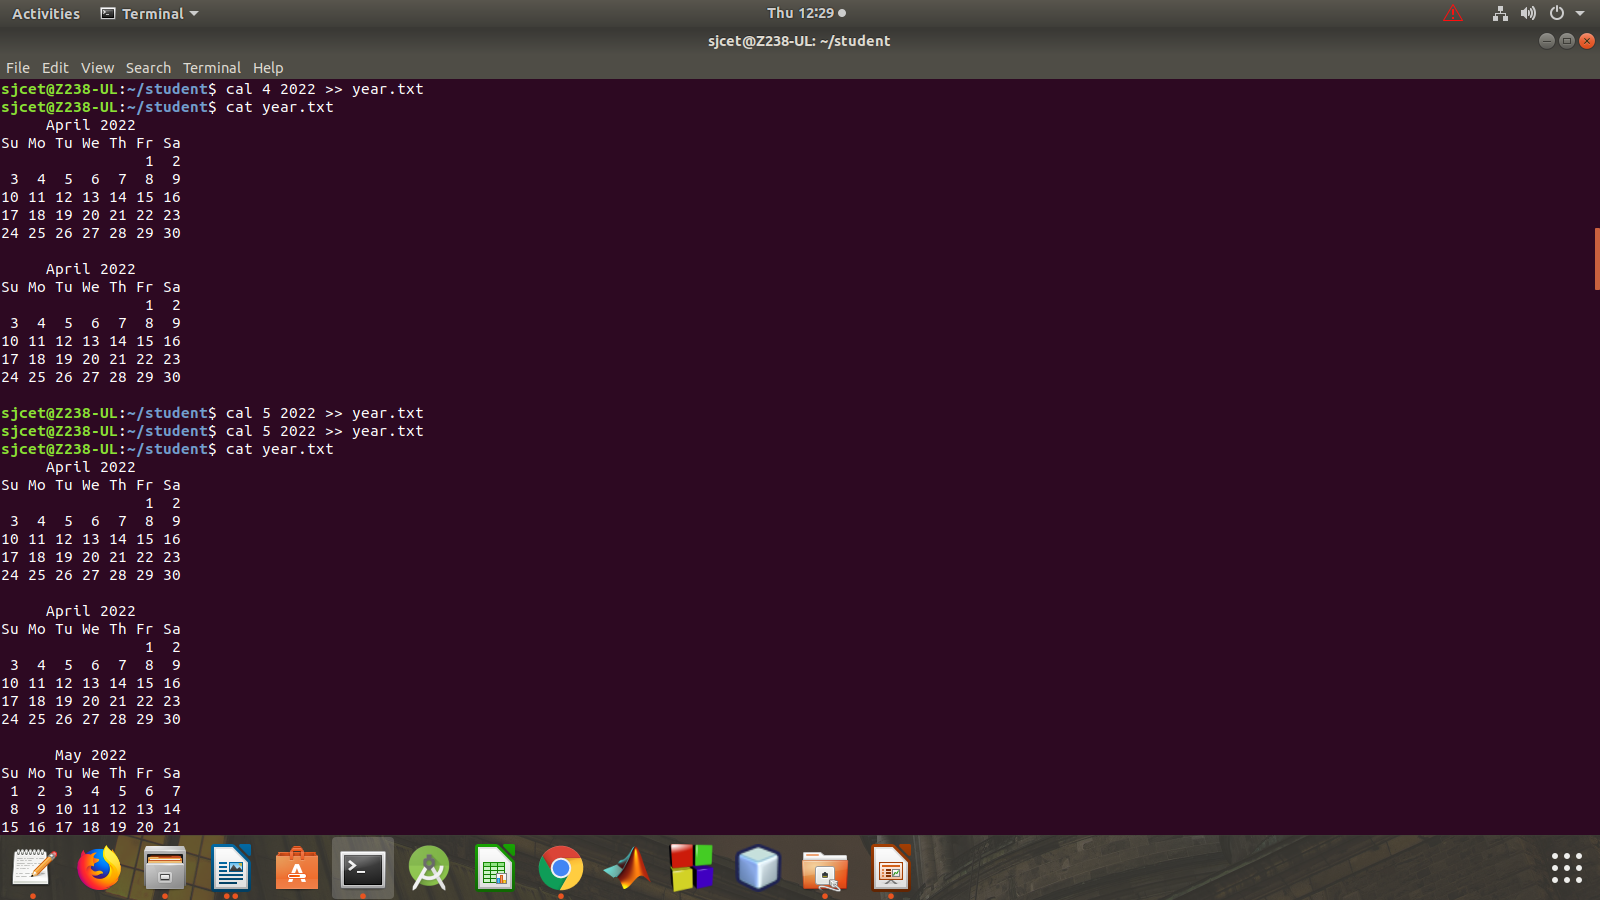 Activities Terminal Thu 12:29
sjcet@Z238-UL: ~/student
File Edit View Search Terminal Help
sjcet@Z238-UL:~/student$ cal 4 2022 >> year.txt
sjcet@Z238-UL:~/student$ cat year.txt
     April 2022
Su Mo Tu We Th Fr Sa
                1  2
 3  4  5  6  7  8  9
10 11 12 13 14 15 16
17 18 19 20 21 22 23
24 25 26 27 28 29 30
     April 2022
Su Mo Tu We Th Fr Sa
                1  2
 3  4  5  6  7  8  9
10 11 12 13 14 15 16
17 18 19 20 21 22 23
24 25 26 27 28 29 30
sjcet@Z238-UL:~/student$ cal 5 2022 >> year.txt
sjcet@Z238-UL:~/student$ cal 5 2022 >> year.txt
sjcet@Z238-UL:~/student$ cat year.txt
     April 2022
Su Mo Tu We Th Fr Sa
                1  2
 3  4  5  6  7  8  9
10 11 12 13 14 15 16
17 18 19 20 21 22 23
24 25 26 27 28 29 30
     April 2022
Su Mo Tu We Th Fr Sa
                1  2
 3  4  5  6  7  8  9
10 11 12 13 14 15 16
17 18 19 20 21 22 23
24 25 26 27 28 29 30
      May 2022
Su Mo Tu We Th Fr Sa
 1  2  3  4  5  6  7
 8  9 10 11 12 13 14
15 16 17 18 19 20 21